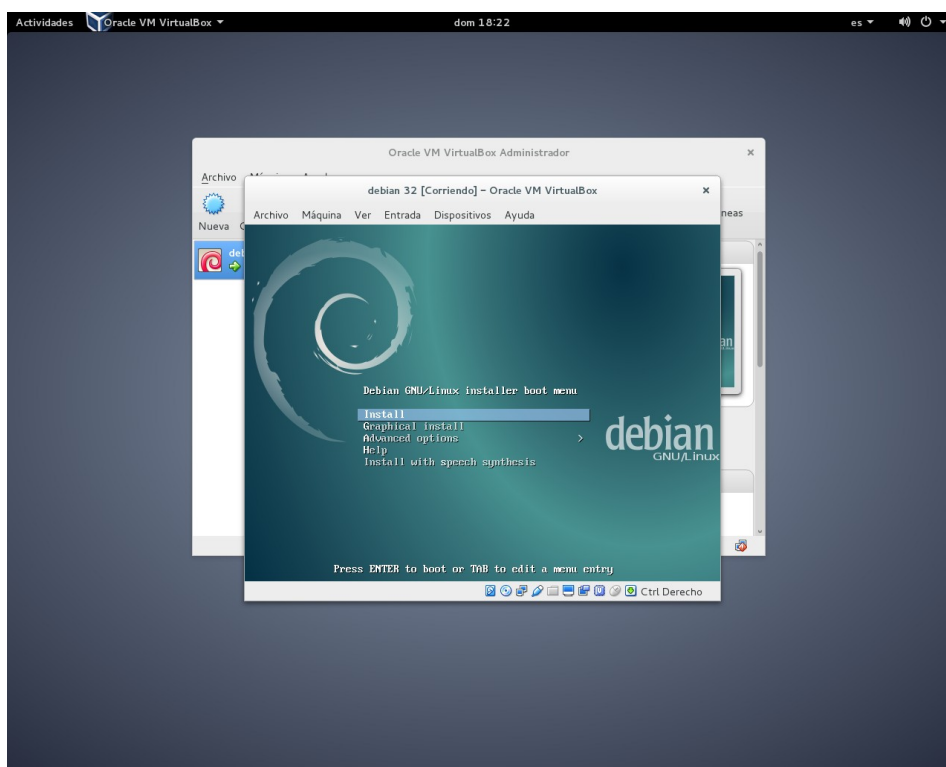 Actividades Oracle VM VirtualBox dom 18:22 es
Oracle VM VirtualBox Administrador
Archivo
Nueva
debian 32 [Corriendo] - Oracle VM VirtualBox
Archivo Máquina Ver Entrada Dispositivos Ayuda
Debian GNU/Linux installer boot menu
Install
Graphical install
Advanced options >
Help
Install with speech synthesis
debian
GNU/Linux
Press ENTER to boot or TAB to edit a menu entry
Ctrl Derecho